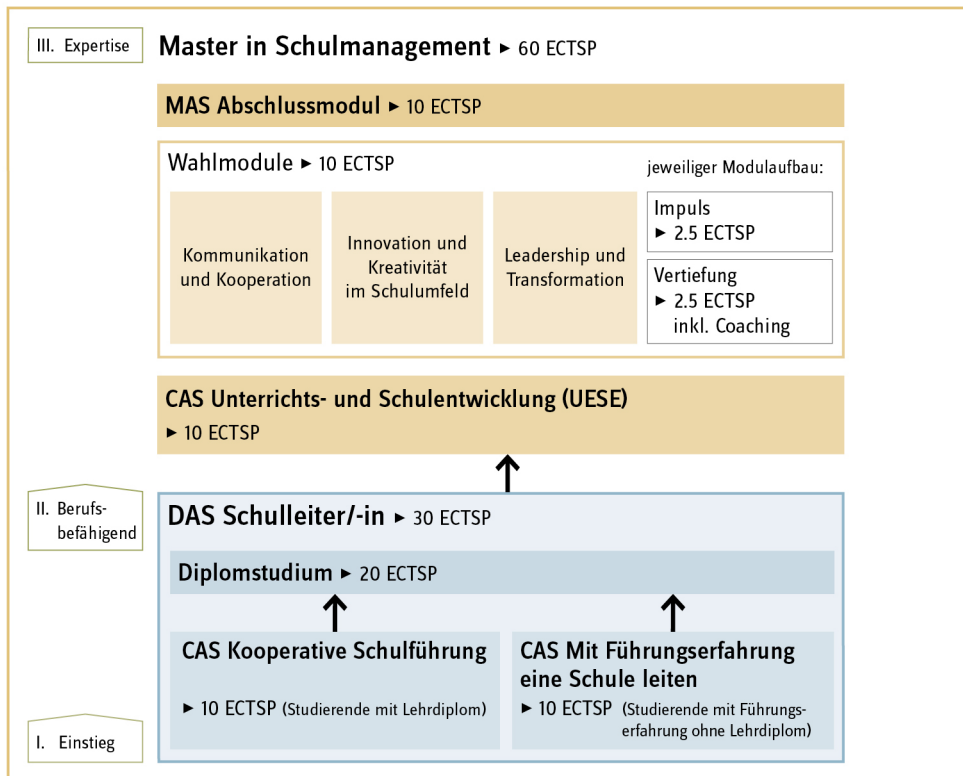 III. Expertise
Master in Schulmanagement ▸ 60 ECTSP
MAS Abschlussmodul ▸ 10 ECTSP
Wahlmodule ▸ 10 ECTSP
jeweiliger Modulaufbau:
Kommunikation
und Kooperation
Innovation und
Kreativität
im Schulumfeld
Leadership und
Transformation
Impuls
▸ 2.5 ECTSP
Vertiefung
▸ 2.5 ECTSP
inkl. Coaching
CAS Unterrichts- und Schulentwicklung (UESE)
▸ 10 ECTSP
II. Berufs-
befähigend
DAS Schulleiter/-in ▸ 30 ECTSP
Diplomstudium ▸ 20 ECTSP
CAS Kooperative Schulführung
▸ 10 ECTSP (Studierende mit Lehrdiplom)
CAS Mit Führungserfahrung
eine Schule leiten
▸ 10 ECTSP (Studierende mit Führungs-
erfahrung ohne Lehrdiplom)
I. Einstieg